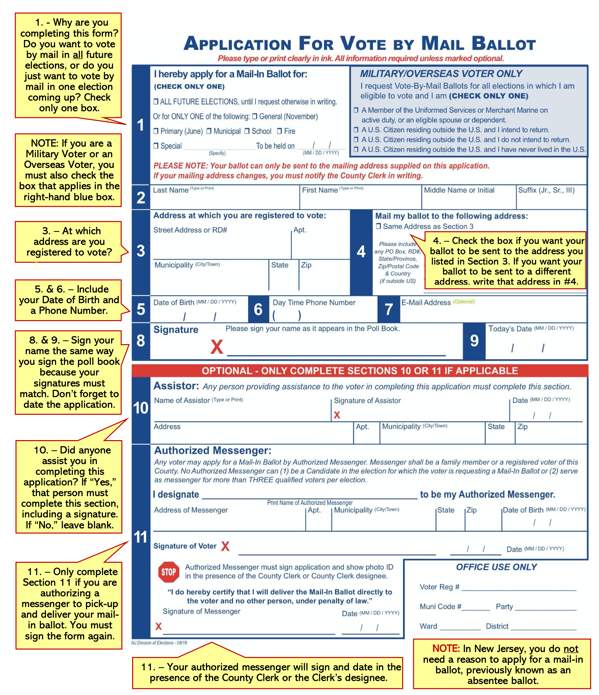 1. - Why are you
completing this form?
Do you want to vote
by mail in all future
elections, or do you
just want to vote by
mail in one election
coming up? Check
only one box.
NOTE: If you are a
Military Voter or an
Overseas Voter, you
must also check the
box that applies in the
right-hand blue box.
3. – At which
address are you
registered to vote?
5. & 6. – Include
your Date of Birth and
a Phone Number.
8. & 9. – Sign your
name the same way
you sign the poll book
because your
signatures must
match. Don't forget to
date the application.
10. – Did anyone
assist you in
completing this
application? If "Yes,"
that person must
complete this section,
including a signature.
If "No," leave blank.
11. – Only complete
Section 11 if you are
authorizing a
messenger to pick-up
and deliver your mail-
in ballot. You must
sign the form again.
APPLICATION FOR VOTE BY MAIL BALLOT
Please type or print clearly in ink. All information required unless marked optional.
1
I hereby apply for a Mail-In Ballot for:
(CHECK ONLY ONE)
ALL FUTURE ELECTIONS, until I request otherwise in writing.
Or for ONLY ONE of the following: General (November)
Primary (June) Municipal School Fire
Special To be held on / /
(Specify) (MM / DD / YYYY)
MILITARY/OVERSEAS VOTER ONLY
I request Vote-By-Mail Ballots for all elections in which I am
eligible to vote and I am (CHECK ONLY ONE)
A Member of the Uniformed Services or Merchant Marine on
active duty, or an eligible spouse or dependent.
A U.S. Citizen residing outside the U.S. and I intend to return.
A U.S. Citizen residing outside the U.S. and I do not intend to return.
A U.S. Citizen residing outside the U.S. and I have never lived in the U.S.
PLEASE NOTE: Your ballot can only be sent to the mailing address supplied on this application.
If your mailing address changes, you must notify the County Clerk in writing.
2 Last Name (Type or Print) First Name (Type or Print) Middle Name or Initial Suffix (Jr., Sr., III)
3
Address at which you are registered to vote:
Street Address or RD# Apt.
Municipality (City/Town) State Zip
4
Mail my ballot to the following address:
Same Address as Section 3
Please include
any PO Box, RD#
State/Province,
Zip/Postal Code
& Country
(if outside US)
4. – Check the box if you want your
ballot to be sent to the address you
listed in Section 3. If you want your
ballot to be sent to a different
address. write that address in #4.
5 Date of Birth (MM / DD / YYYY) / / 6 Day Time Phone Number ( ) 7 E-Mail Address (Optional)
8 Signature Please sign your name as it appears in the Poll Book.
X
9 Today's Date (MM / DD / YYYY)
/ /
OPTIONAL - ONLY COMPLETE SECTIONS 10 OR 11 IF APPLICABLE
10
Assistor: Any person providing assistance to the voter in completing this application must complete this section.
Name of Assistor (Type or Print) Signature of Assistor Date (MM / DD / YYYY)
X / /
Address Apt. Municipality (City/Town) State Zip
11
Authorized Messenger:
Any voter may apply for a Mail-In Ballot by Authorized Messenger. Messenger shall be a family member or a registered voter of this
County. No Authorized Messenger can (1) be a Candidate in the election for which the voter is requesting a Mail-In Ballot or (2) serve
as messenger for more than THREE qualified voters per election.
I designate to be my Authorized Messenger.
Print Name of Authorized Messenger
Address of Messenger Apt. Municipality (City/Town) State Zip Date of Birth (MM / DD / YYYY)
/ /
Signature of Voter X / / Date (MM / DD / YYYY)
STOP
Authorized Messenger must sign application and show photo ID
in the presence of the County Clerk or County Clerk designee.
"I do hereby certify that I will deliver the Mail-In Ballot directly to
the voter and no other person, under penalty of law."
Signature of Messenger Date (MM / DD / YYYY)
X / /
OFFICE USE ONLY
Voter Reg #
Muni Code # Party
Ward District
NJ Division of Elections - 08/18
11. – Your authorized messenger will sign and date in the
presence of the County Clerk or the Clerk's designee.
NOTE: In New Jersey, you do not
need a reason to apply for a mail-in
ballot, previously known as an
absentee ballot.